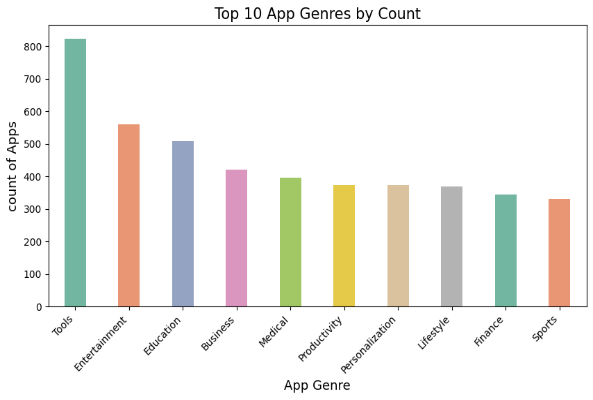 Top 10 App Genres by Count
count of Apps
800
700
600
500
400
300
200
100
0
Tools
Entertainment
Education
Business
Medical
Productivity
Personalization
Lifestyle
Finance
Sports
App Genre